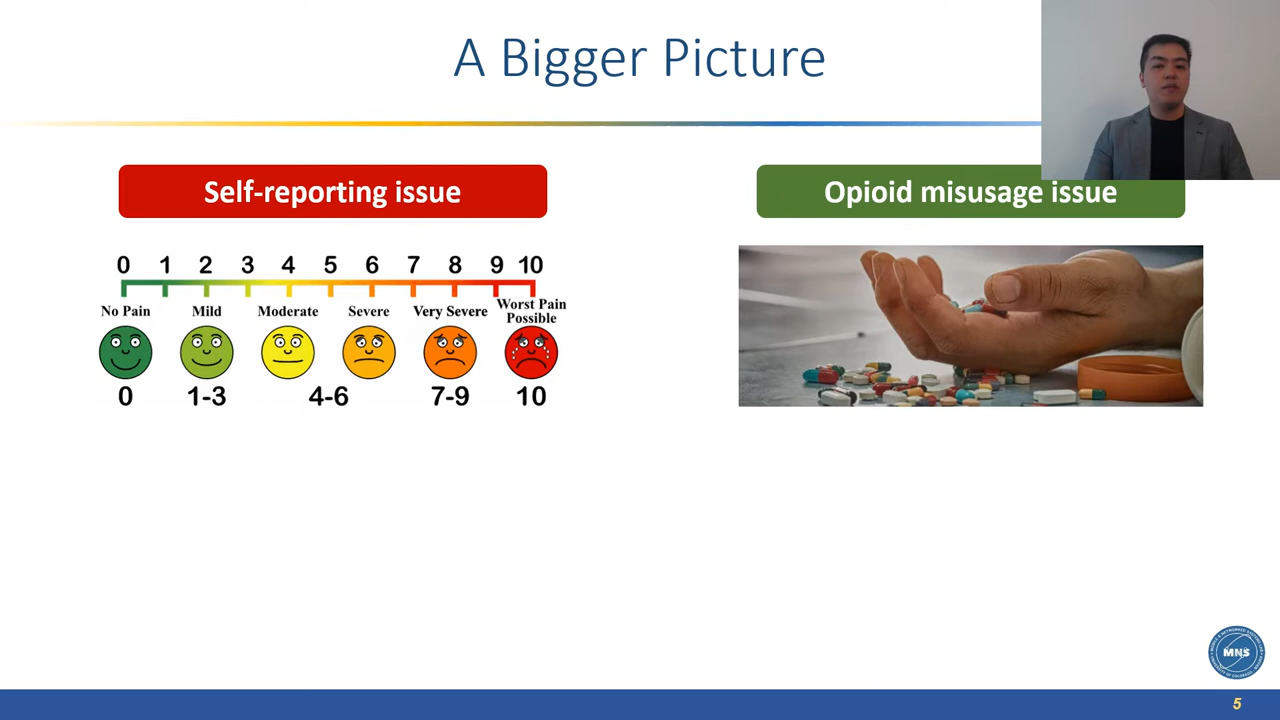 A Bigger Picture
Self-reporting issue
0 1 2 3 4 5 6 7 8 9 10
No Pain Mild Moderate Severe Very Severe Worst Pain Possible
0 1-3 4-6 7-9 10
Opioid misusage issue
MNS
5